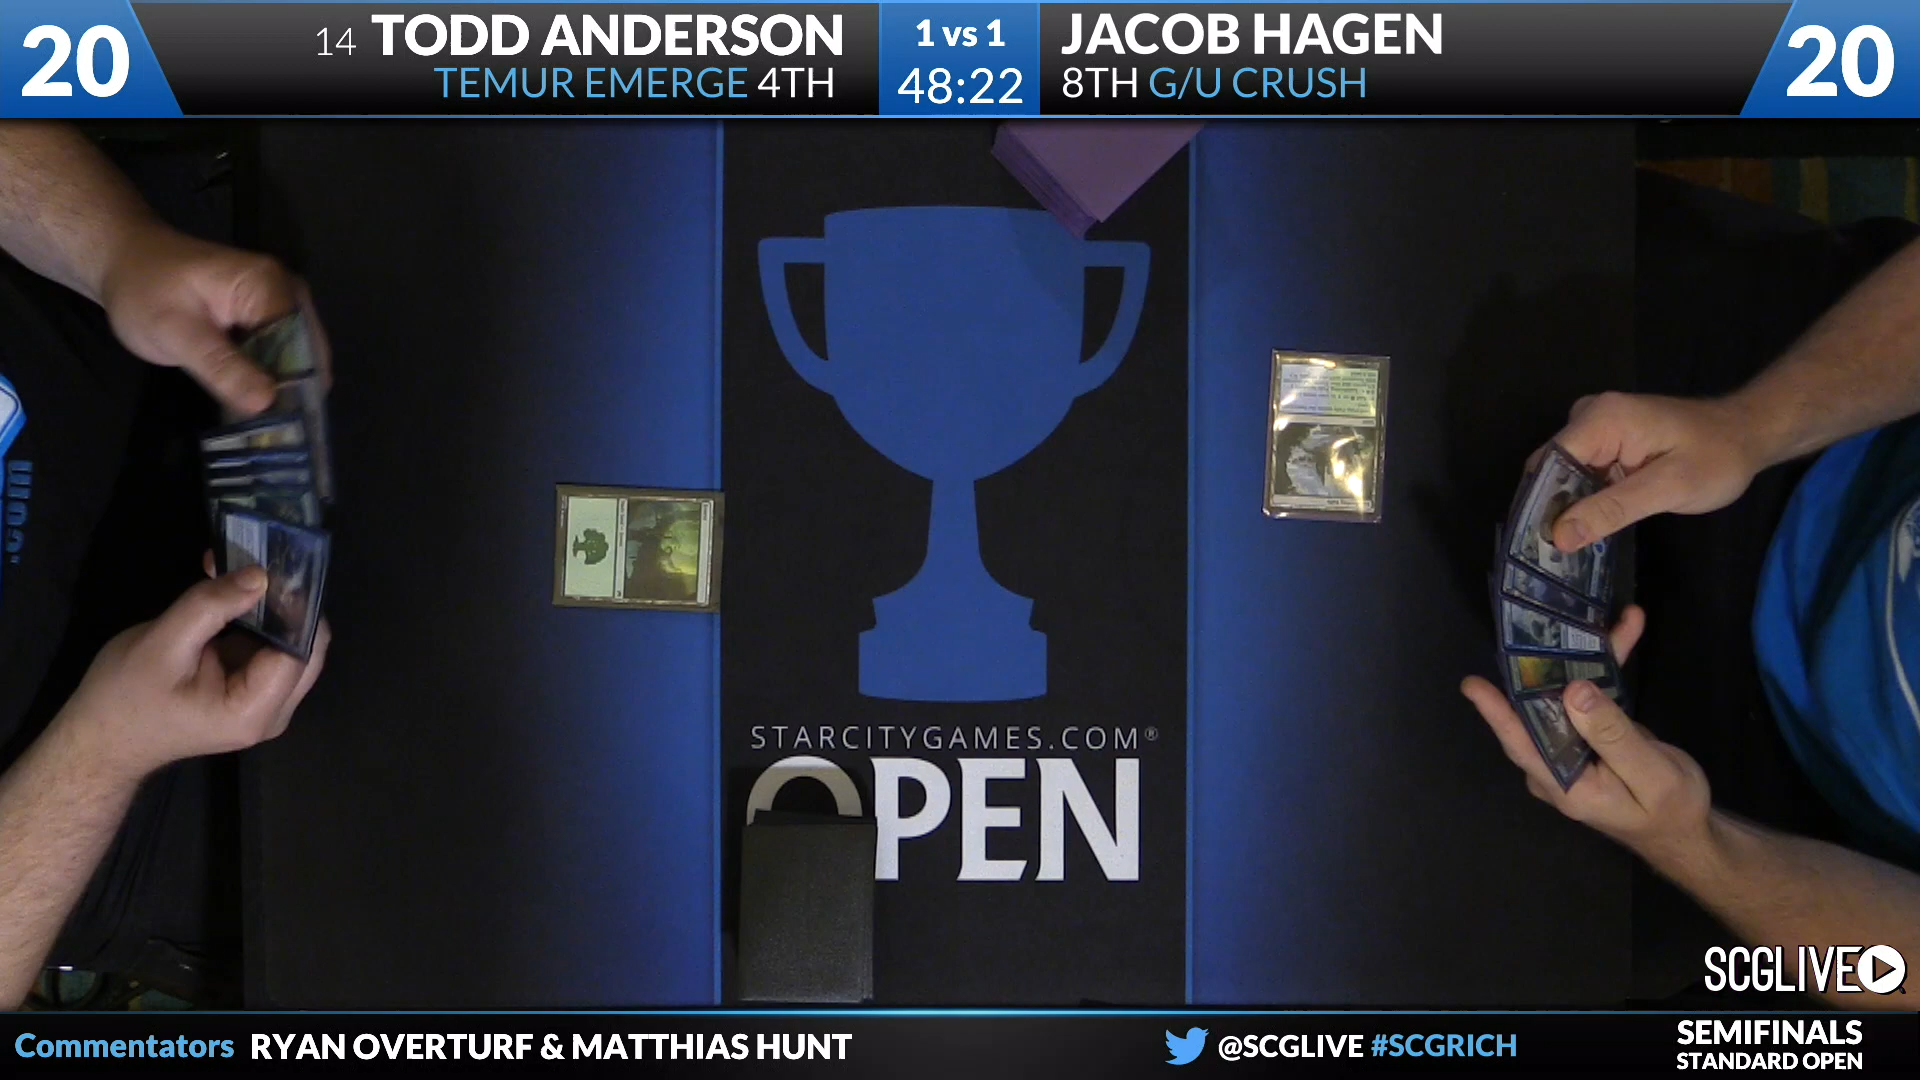 20
14 TODD ANDERSON
TEMUR EMERGE 4TH
1 vs 1
48:22
JACOB HAGEN
8TH G/U CRUSH
20
STARCITYGAMES.COM®
OPEN
SCGLIVE
Commentators RYAN OVERTURF & MATTHIAS HUNT
@SCGLIVE #SCGRICH
SEMIFINALS
STANDARD OPEN